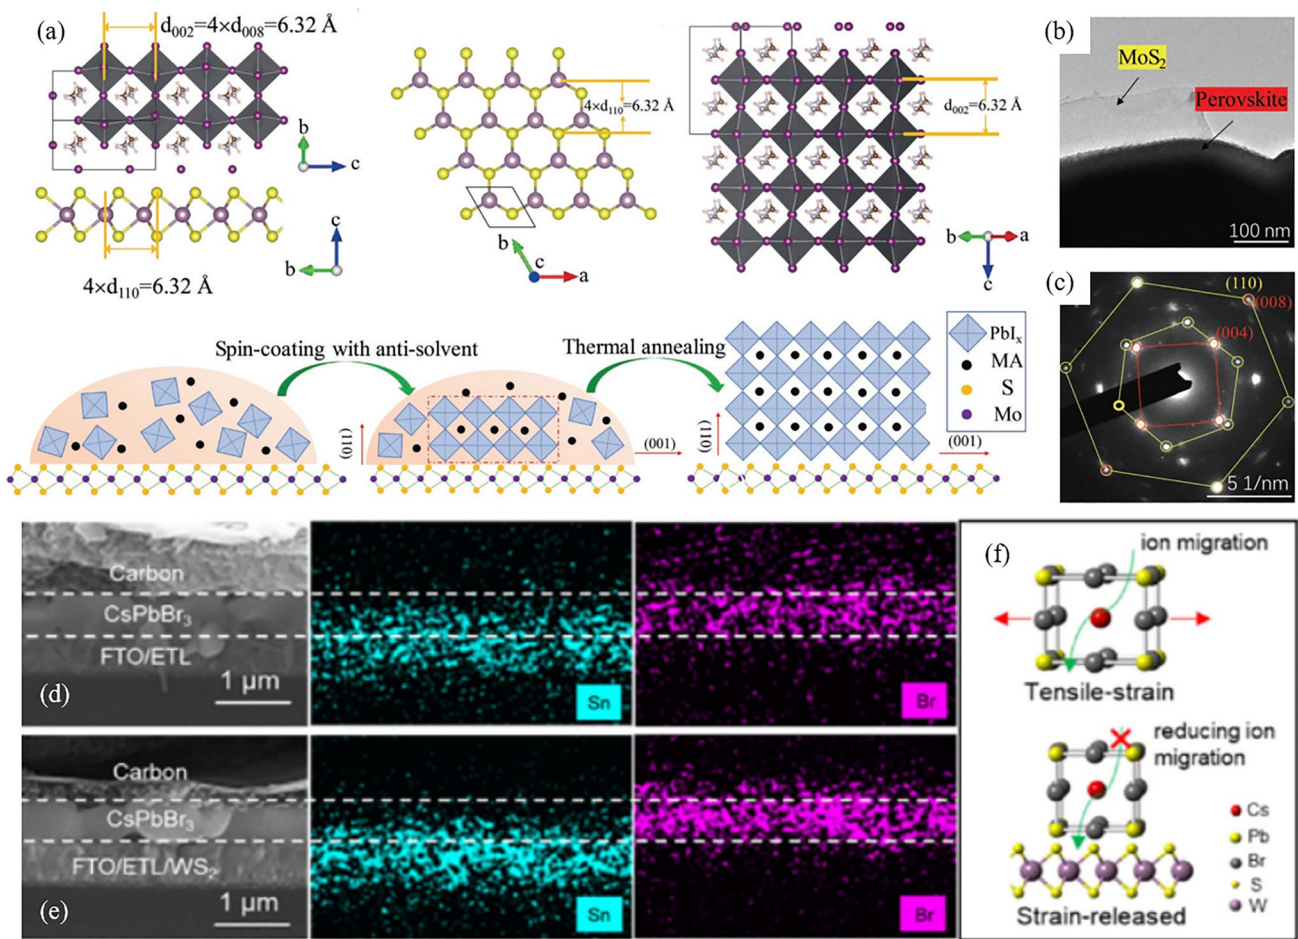 (a)
d₀₀₂=4×d₀₀₈=6.32 Å
b
c
c
b
4×d₁₁₀=6.32 Å
4×d₁₁₀=6.32 Å
b
c
a
d₀₀₂=6.32 Å
b
a
c
(b)
MoS₂
Perovskite
100 nm
(c)
(110)
(008)
(004)
5 1/nm
Spin-coating with anti-solvent
Thermal annealing
(110)
(001)
(110)
(001)
PbIₓ
MA
S
Mo
Carbon
CsPbBr₃
FTO/ETL
(d)
1 µm
Sn
Br
Carbon
CsPbBr₃
FTO/ETL/WS₂
(e)
1 µm
Sn
Br
(f)
ion migration
Tensile-strain
reducing ion
migration
Cs
Pb
Br
S
W
Strain-released